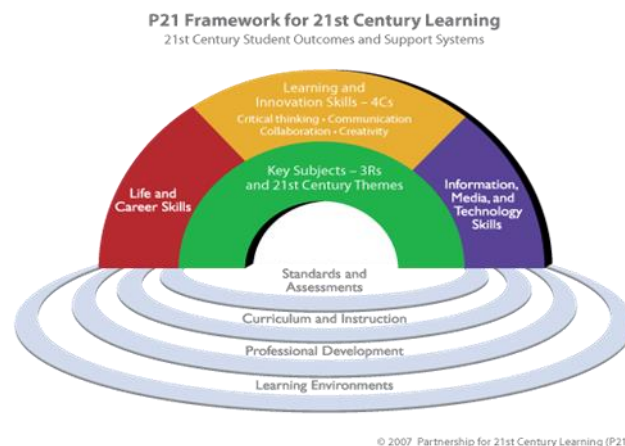 P21 Framework for 21st Century Learning
21st Century Student Outcomes and Support Systems
Learning and
Innovation Skills – 4Cs
Critical thinking • Communication
Collaboration • Creativity
Key Subjects – 3Rs
and 21st Century Themes
Life and
Career Skills
Information,
Media, and
Technology
Skills
Standards and
Assessments
Curriculum and Instruction
Professional Development
Learning Environments
© 2007 Partnership for 21st Century Learning (P21